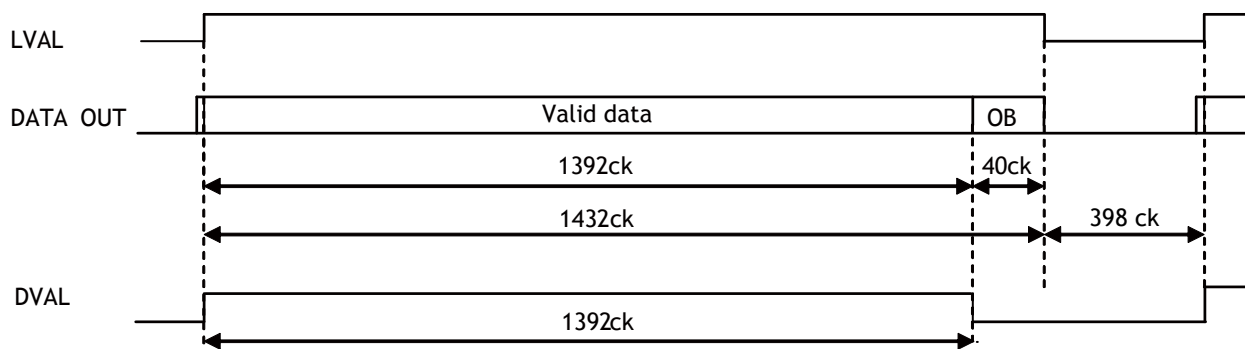 LVAL
DATA OUT
Valid data
OB
1392ck
40ck
1432ck
398 ck
DVAL
1392ck